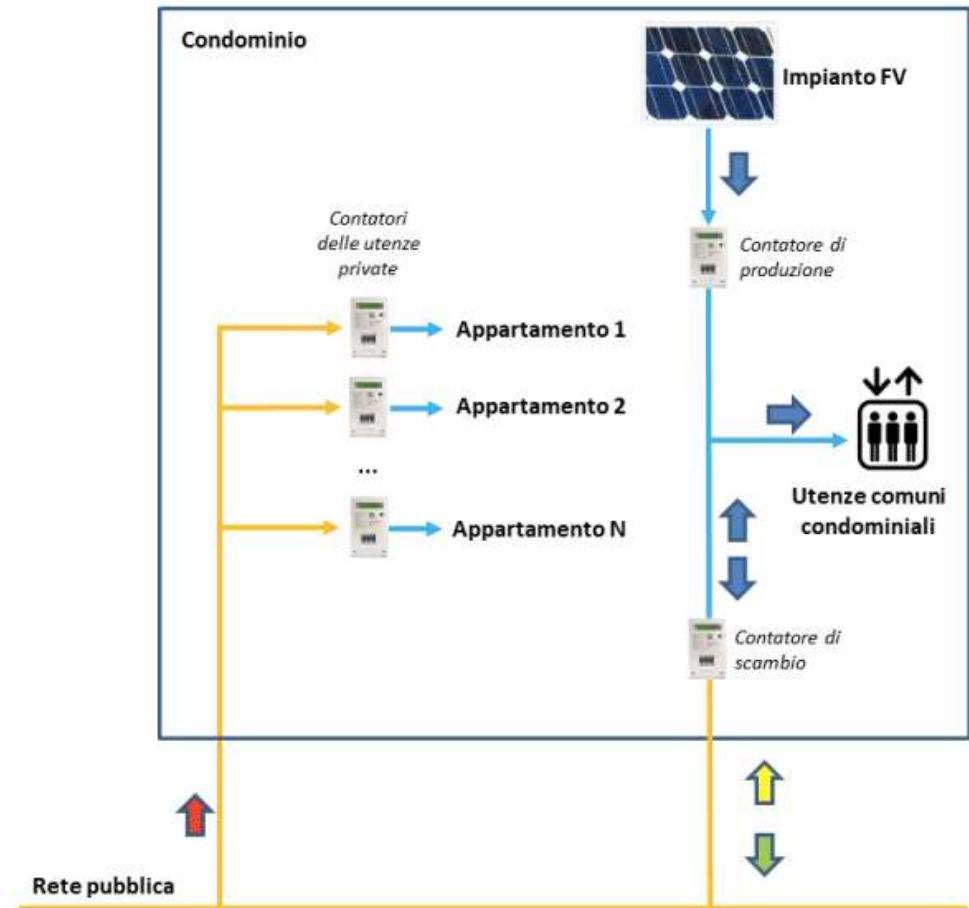 Condominio
Impianto FV
Contatori
delle utenze
private
Contatore di
produzione
Appartamento 1
Appartamento 2
...
Appartamento N
Utenze comuni
condominiali
Contatore di
scambio
Rete pubblica